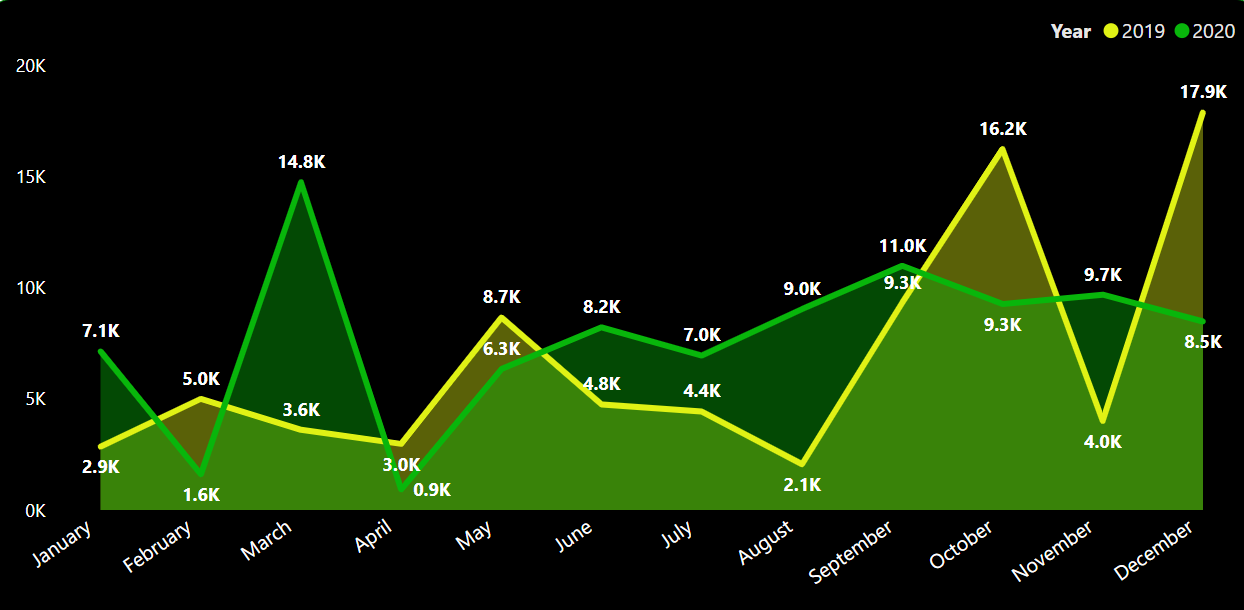 Year 2019 2020
20K
15K
10K
5K
0K
17.9K
16.2K
14.8K
11.0K
9.3K
9.7K
9.0K
8.7K
8.2K
7.1K
7.0K
6.3K
9.3K
8.5K
5.0K
4.8K
4.4K
3.6K
4.0K
2.9K
3.0K
2.1K
0.9K
1.6K
January
February
March
April
May
June
July
August
September
October
November
December